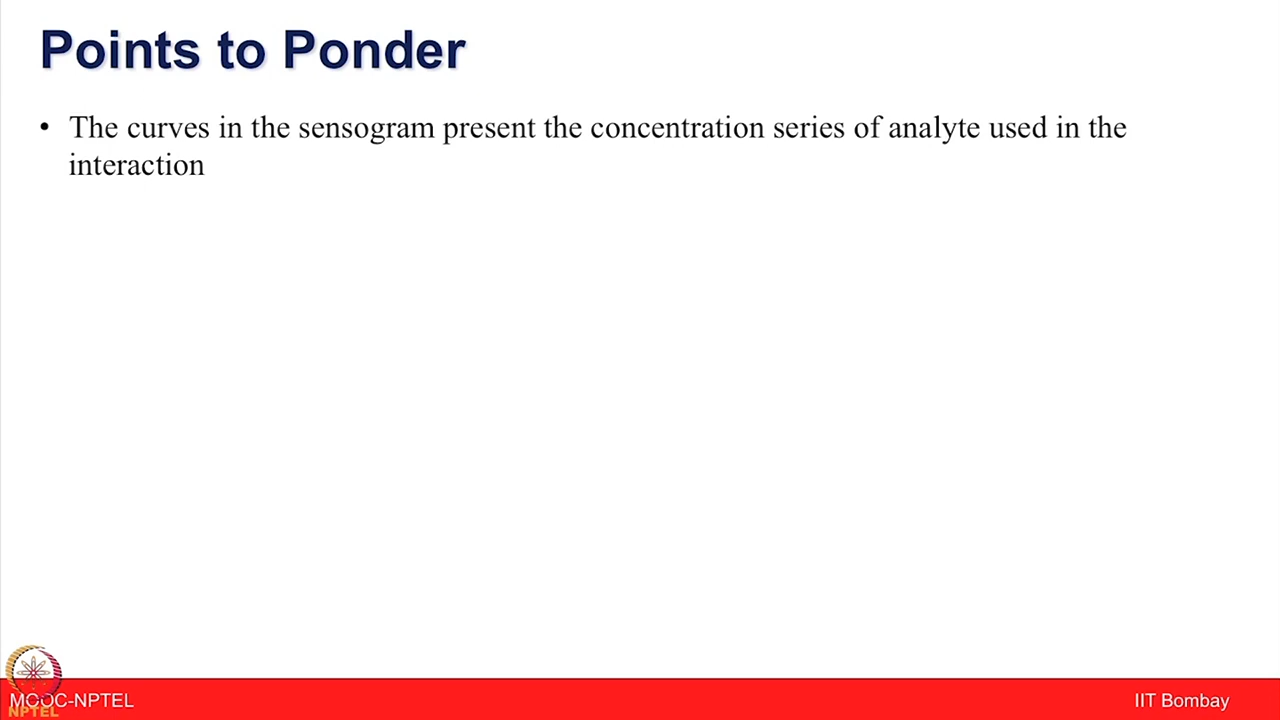 Points to Ponder
• The curves in the sensogram present the concentration series of analyte used in the
interaction
MOOC-NPTEL
NPTEL
IIT Bombay